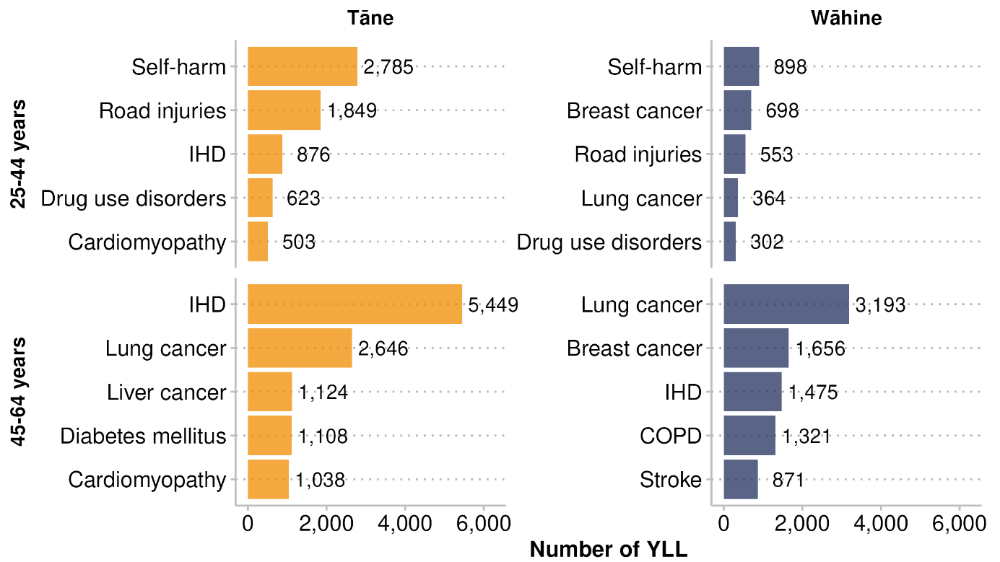 Tāne
Wāhine
25-44 years
Self-harm 2,785
Road injuries 1,849
IHD 876
Drug use disorders 623
Cardiomyopathy 503
Self-harm 898
Breast cancer 698
Road injuries 553
Lung cancer 364
Drug use disorders 302
45-64 years
IHD 5,449
Lung cancer 2,646
Liver cancer 1,124
Diabetes mellitus 1,108
Cardiomyopathy 1,038
0 2,000 4,000 6,000
Lung cancer 3,193
Breast cancer 1,656
IHD 1,475
COPD 1,321
Stroke 871
0 2,000 4,000 6,000
Number of YLL